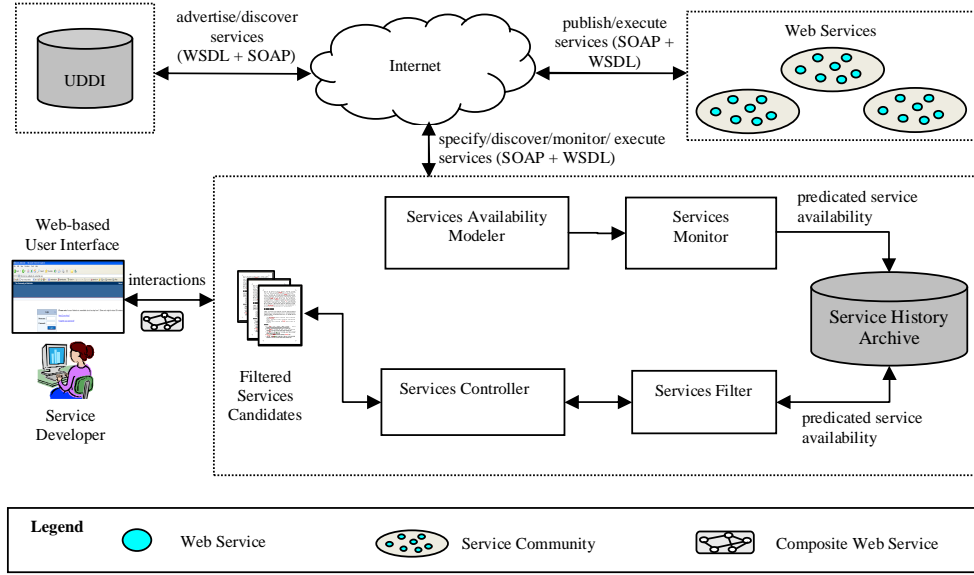 advertise/discover
services
(WSDL + SOAP)
UDDI
Internet
publish/execute
services (SOAP +
WSDL)
Web Services
specify/discover/monitor/ execute
services (SOAP + WSDL)
Web-based
User Interface
interactions
Service
Developer
Services Availability
Modeler
Services
Monitor
predicated service
availability
Service History
Archive
Filtered
Services
Candidates
Services Controller
Services Filter
predicated service
availability
Legend
Web Service
Service Community
Composite Web Service